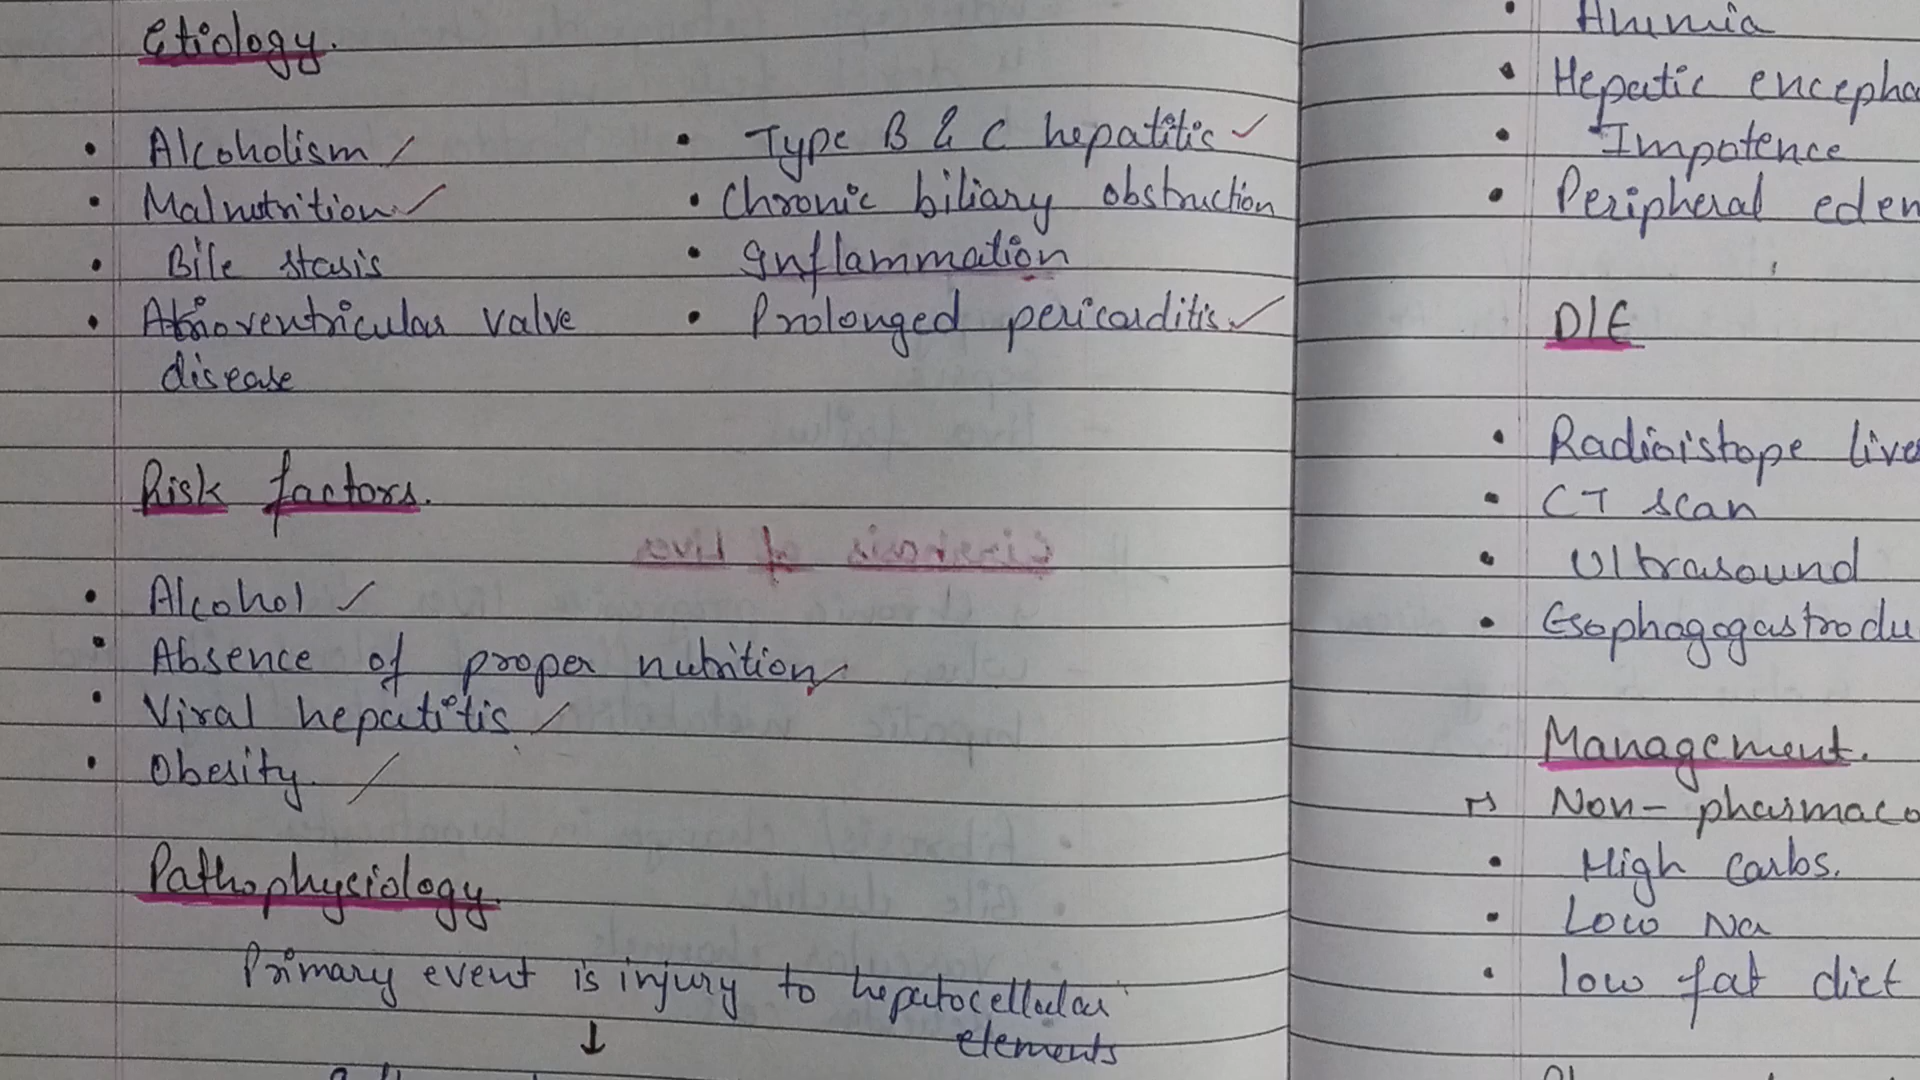 Etiology.
• Alcoholism ✓
• Malnutrition ✓
• Bile stasis
• Atrioventricular valve
disease
• Type B & C hepatitis ✓
• Chronic biliary obstruction
• Inflammation
• Prolonged pericarditis ✓
Risk factors.
• Alcohol ✓
• Absence of proper nutrition ✓
• Viral hepatitis ✓
• Obesity. ✓
Pathophysiology.
Primary event is injury to hepatocellular
elements
↓
• Anemia
• Hepatic encepha
• Impotence
• Peripheral edem
D/E
• Radioistope live
• CT scan
• Ultrasound
• Esophagogastrodu
Management.
Non-pharmaco
• High carbs.
• Low Na
• low fat diet